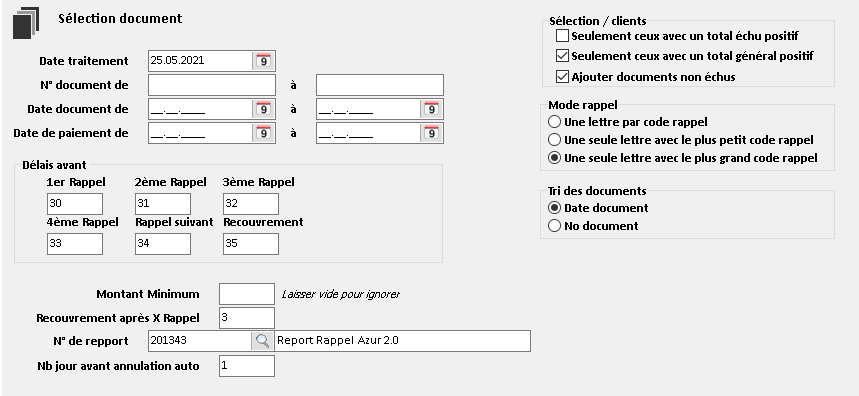 Sélection document
Date traitement 25.05.2021 9
N° document de à
Date document de __.__.____ 9 à __.__.____ 9
Date de paiement de __.__.____ 9 à __.__.____ 9
Délais avant
1er Rappel 2ème Rappel 3ème Rappel
30 31 32
4ème Rappel Rappel suivant Recouvrement
33 34 35
Montant Minimum Laisser vide pour ignorer
Recouvrement après X Rappel 3
N° de repport 201343 Report Rappel Azur 2.0
Nb jour avant annulation auto 1
Sélection / clients
Seulement ceux avec un total échu positif
Seulement ceux avec un total général positif
Ajouter documents non échus
Mode rappel
Une lettre par code rappel
Une seule lettre avec le plus petit code rappel
Une seule lettre avec le plus grand code rappel
Tri des documents
Date document
No document